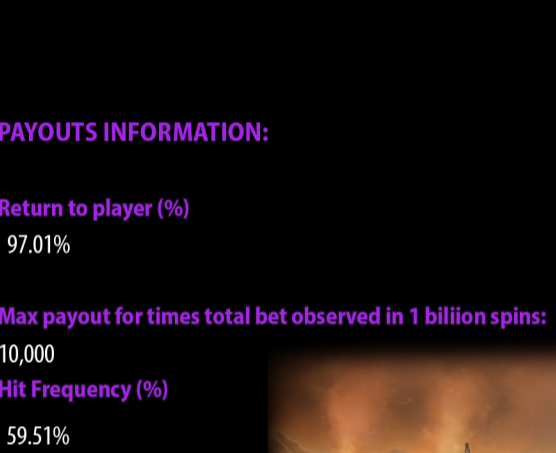 PAYOUTS INFORMATION:
Return to player (%)
97.01%
Max payout for times total bet observed in 1 biliion spins:
10,000
Hit Frequency (%)
59.51%